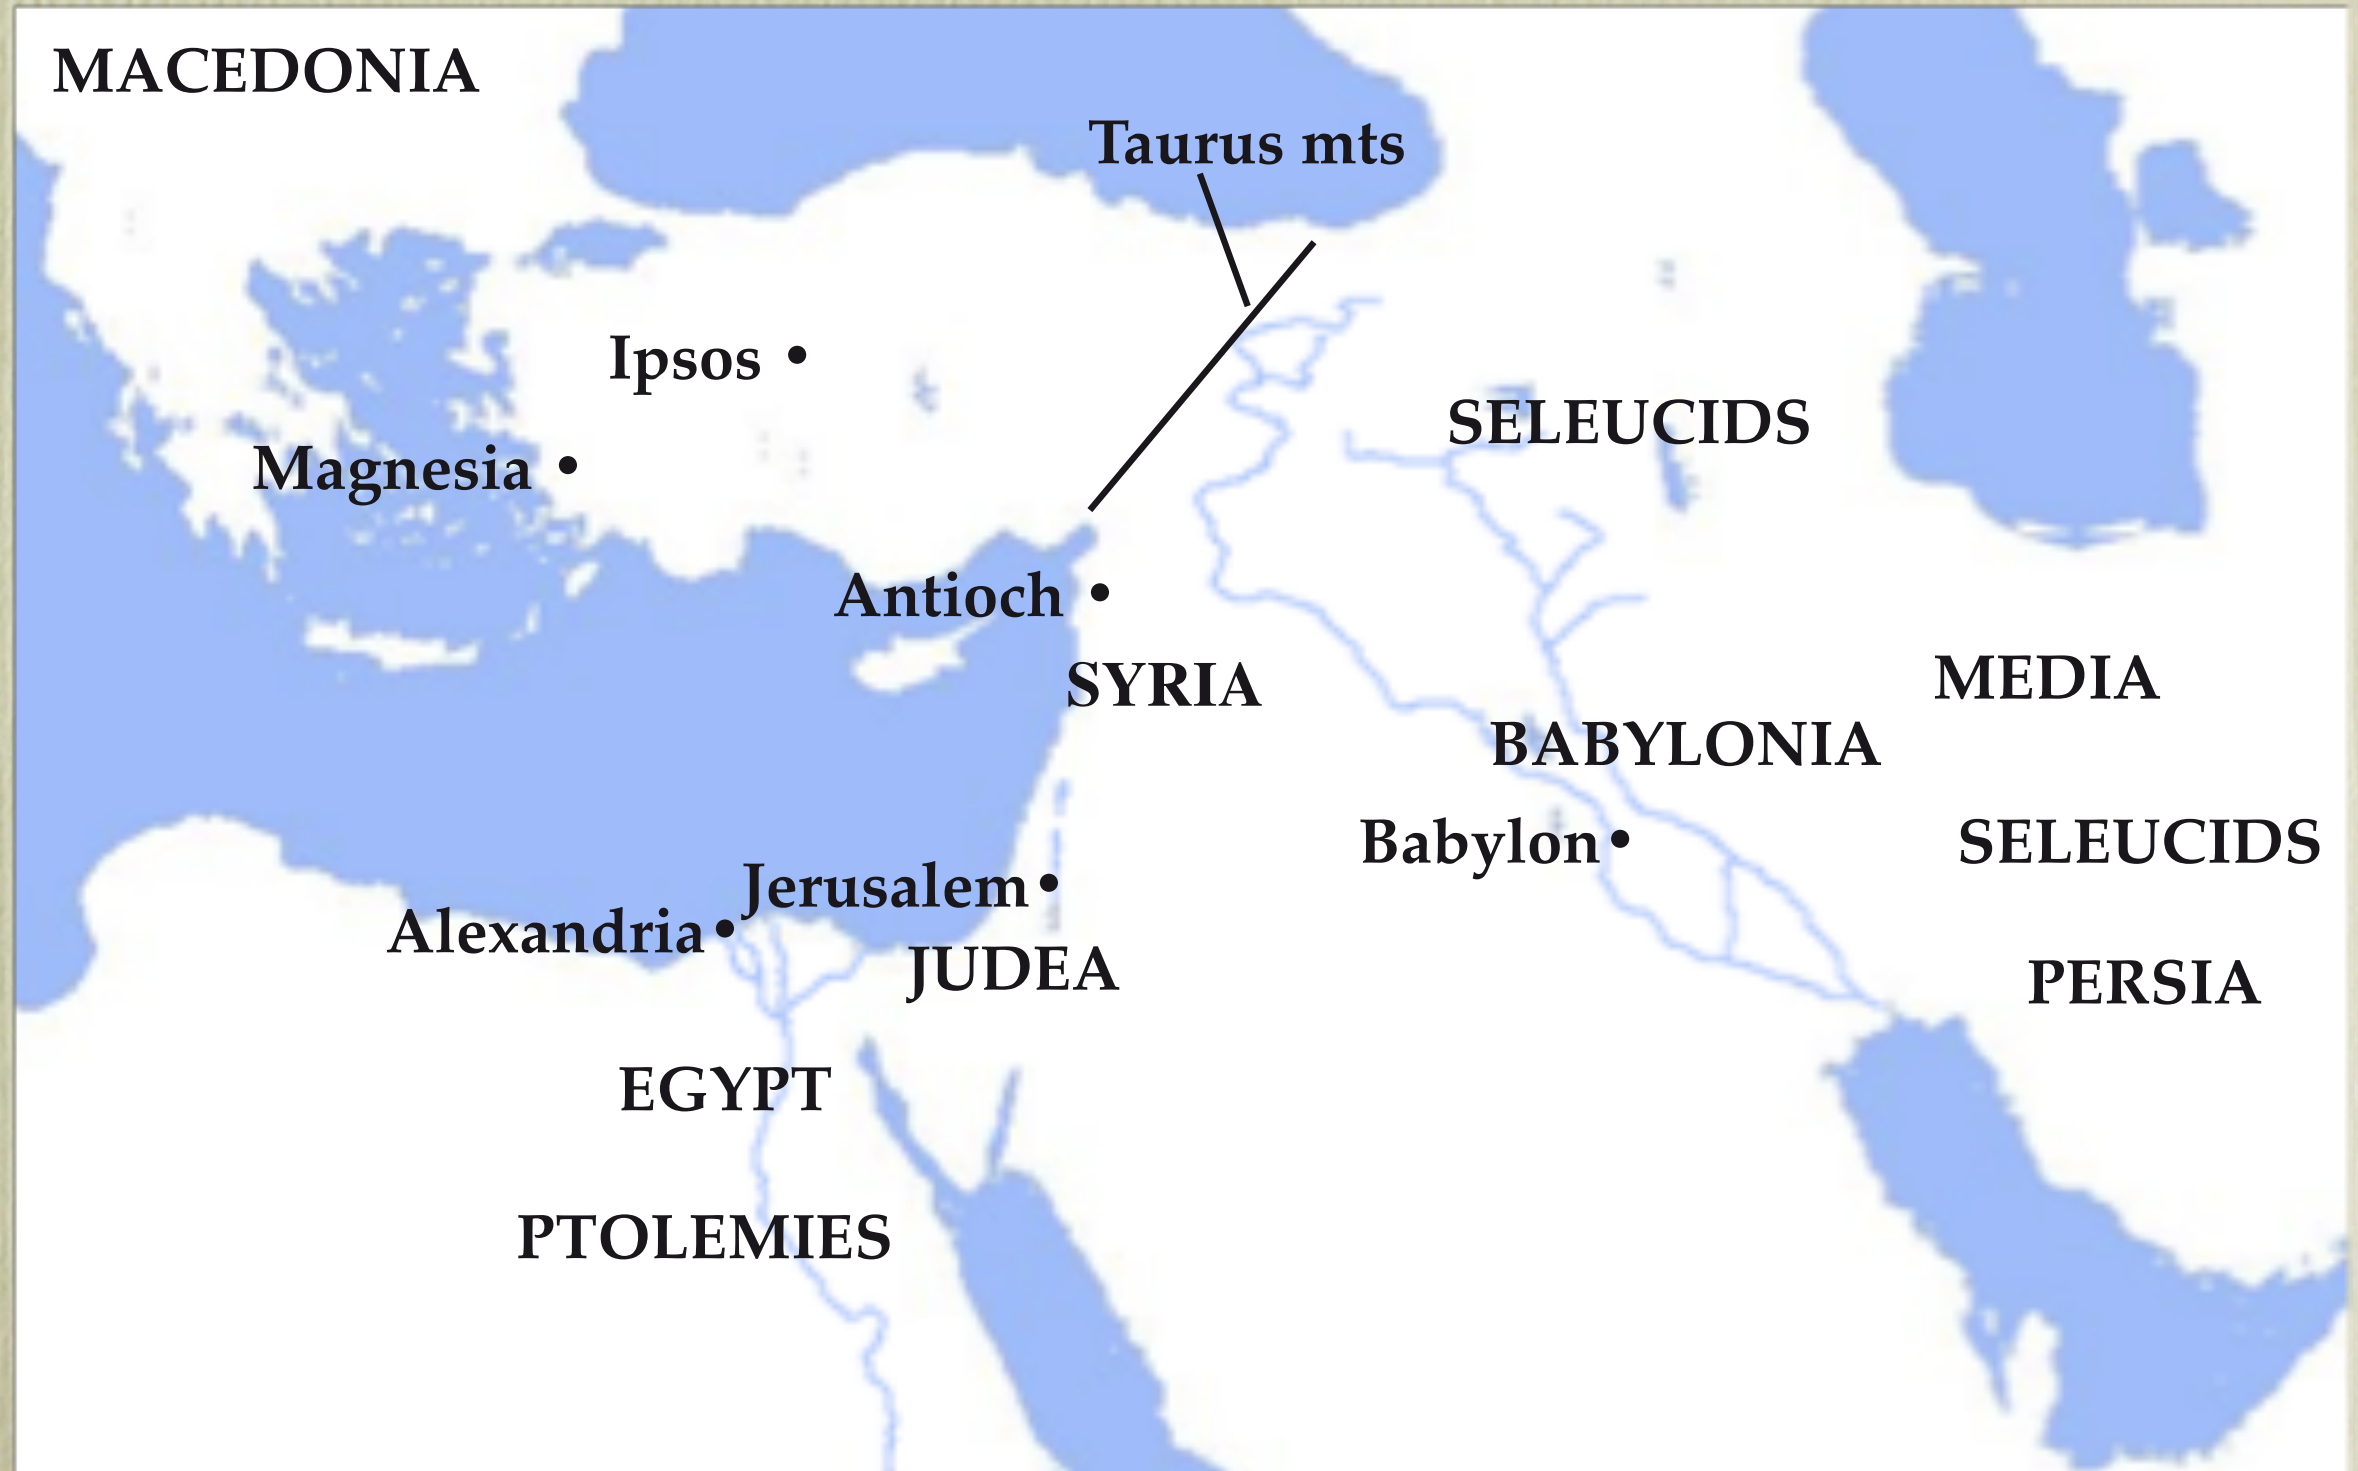 MACEDONIA
Taurus mts
Ipsos
SELEUCIDS
Magnesia
Antioch
SYRIA
MEDIA
BABYLONIA
Babylon
SELEUCIDS
Jerusalem
Alexandria
JUDEA
PERSIA
EGYPT
PTOLEMIES